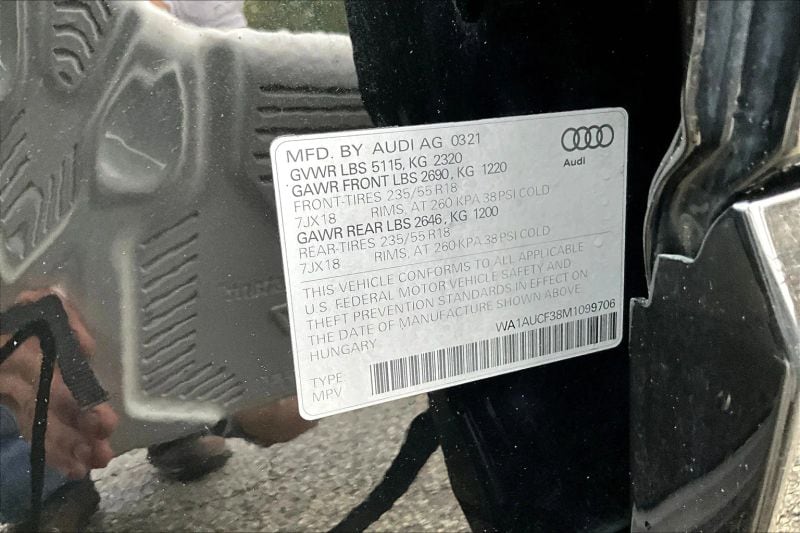 MFD. BY AUDI AG 0321
GVWR LBS 5115, KG 2320
GAWR FRONT LBS 2690, KG 1220
FRONT-TIRES 235/55 R18
7JX18 RIMS, AT 260 KPA 38 PSI COLD
GAWR REAR LBS 2646, KG 1200
REAR-TIRES 235/55 R18
7JX18 RIMS, AT 260 KPA 38 PSI COLD
Audi
THIS VEHICLE CONFORMS TO ALL APPLICABLE
U.S. FEDERAL MOTOR VEHICLE SAFETY AND
THEFT PREVENTION STANDARDS IN EFFECT ON
THE DATE OF MANUFACTURE SHOWN ABOVE.
HUNGARY WA1AUCF38M1099706
TYPE:
MPV